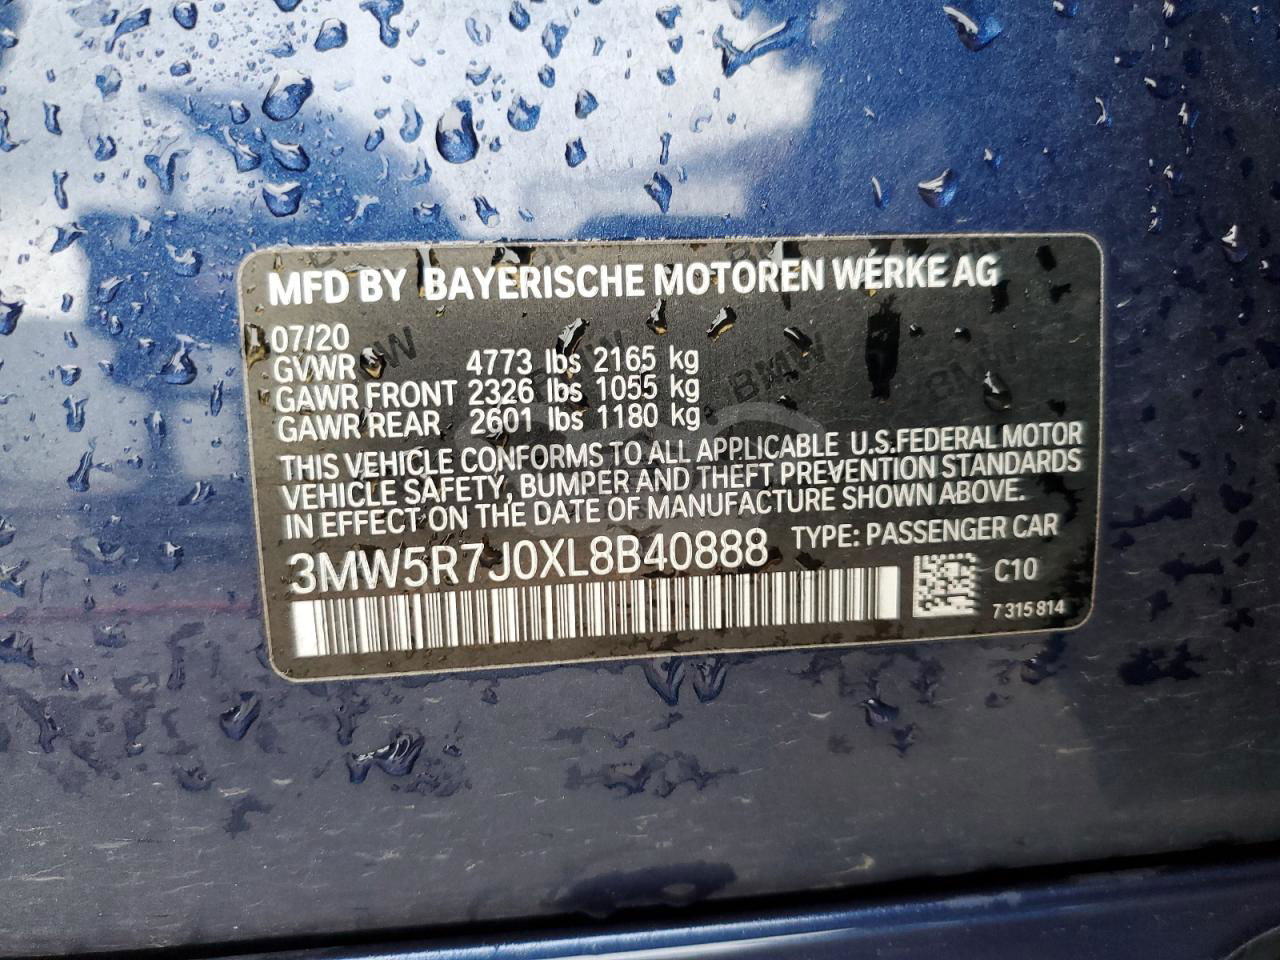 MFD BY BAYERISCHE MOTOREN WERKE AG
07/20
GVWR 4773 lbs 2165 kg
GAWR FRONT 2326 lbs 1055 kg
GAWR REAR 2601 lbs 1180 kg
THIS VEHICLE CONFORMS TO ALL APPLICABLE U.S.FEDERAL MOTOR
VEHICLE SAFETY, BUMPER AND THEFT PREVENTION STANDARDS
IN EFFECT ON THE DATE OF MANUFACTURE SHOWN ABOVE.
3MW5R7J0XL8B40888 TYPE: PASSENGER CAR
C10
7 315 814